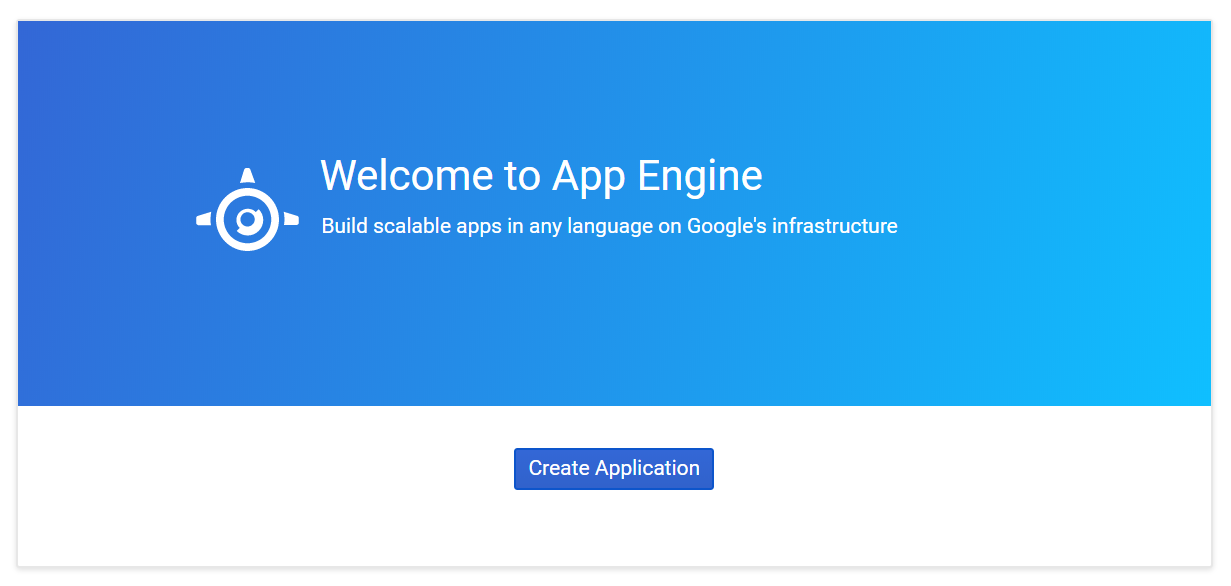 Welcome to App Engine
Build scalable apps in any language on Google's infrastructure
Create Application